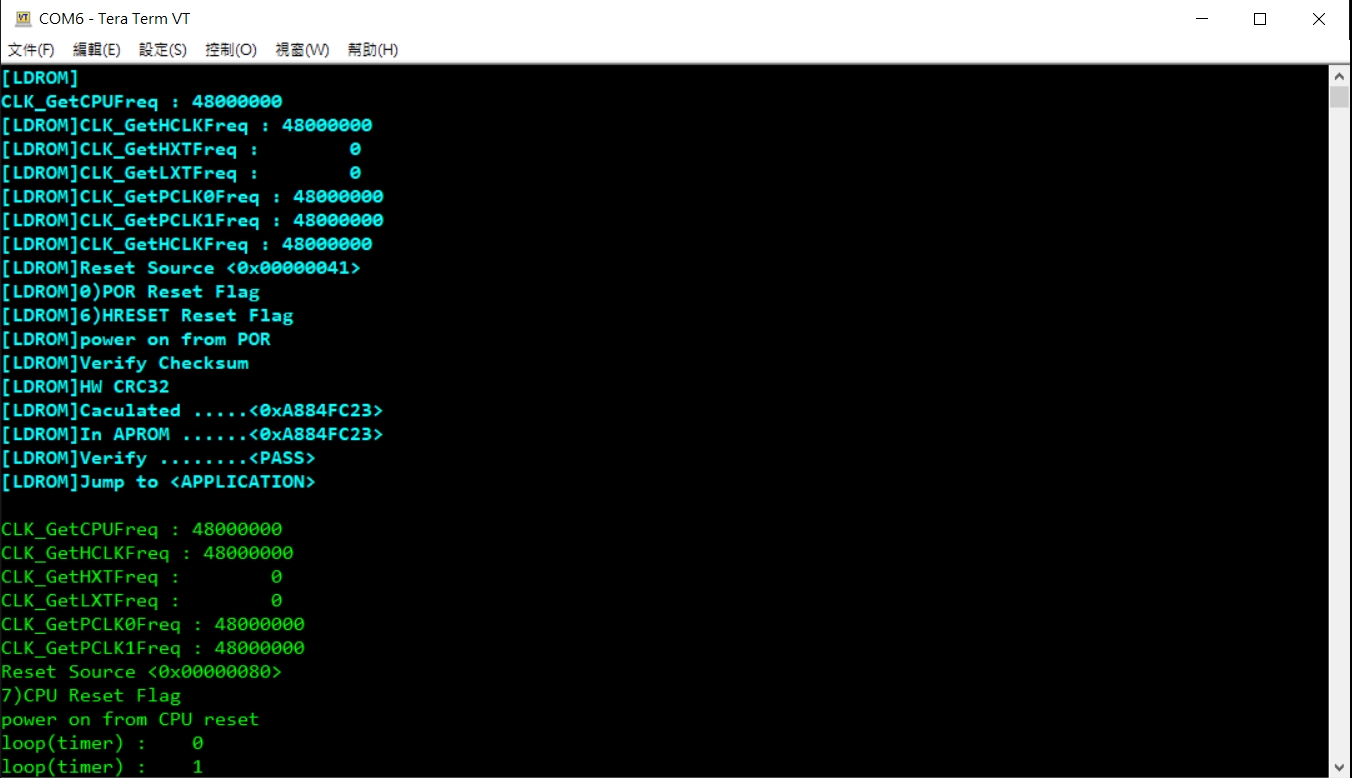 COM6 - Tera Term VT
文件(F) 編輯(E) 設定(S) 控制(O) 視窗(W) 幫助(H)
[LDROM]
CLK_GetCPUFreq : 48000000
[LDROM]CLK_GetHCLKFreq : 48000000
[LDROM]CLK_GetHXTFreq :        0
[LDROM]CLK_GetLXTFreq :        0
[LDROM]CLK_GetPCLK0Freq : 48000000
[LDROM]CLK_GetPCLK1Freq : 48000000
[LDROM]CLK_GetHCLKFreq : 48000000
[LDROM]Reset Source <0x00000041>
[LDROM]0)POR Reset Flag
[LDROM]6)HRESET Reset Flag
[LDROM]power on from POR
[LDROM]Verify Checksum
[LDROM]HW CRC32
[LDROM]Caculated .....<0xA884FC23>
[LDROM]In APROM ......<0xA884FC23>
[LDROM]Verify ........<PASS>
[LDROM]Jump to <APPLICATION>
CLK_GetCPUFreq : 48000000
CLK_GetHCLKFreq : 48000000
CLK_GetHXTFreq :        0
CLK_GetLXTFreq :        0
CLK_GetPCLK0Freq : 48000000
CLK_GetPCLK1Freq : 48000000
Reset Source <0x00000080>
7)CPU Reset Flag
power on from CPU reset
loop(timer) :    0
loop(timer) :    1